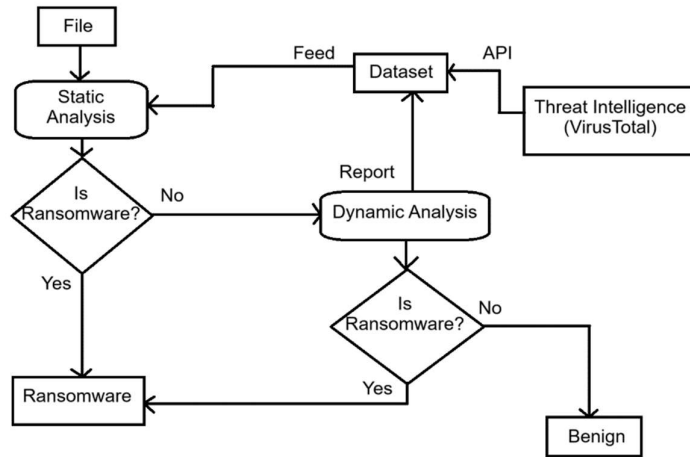 File
Feed
API
Static
Analysis
Dataset
Threat Intelligence
(VirusTotal)
Report
Is
Ransomware?
No
Dynamic Analysis
Yes
Is
Ransomware?
No
Yes
Ransomware
Benign